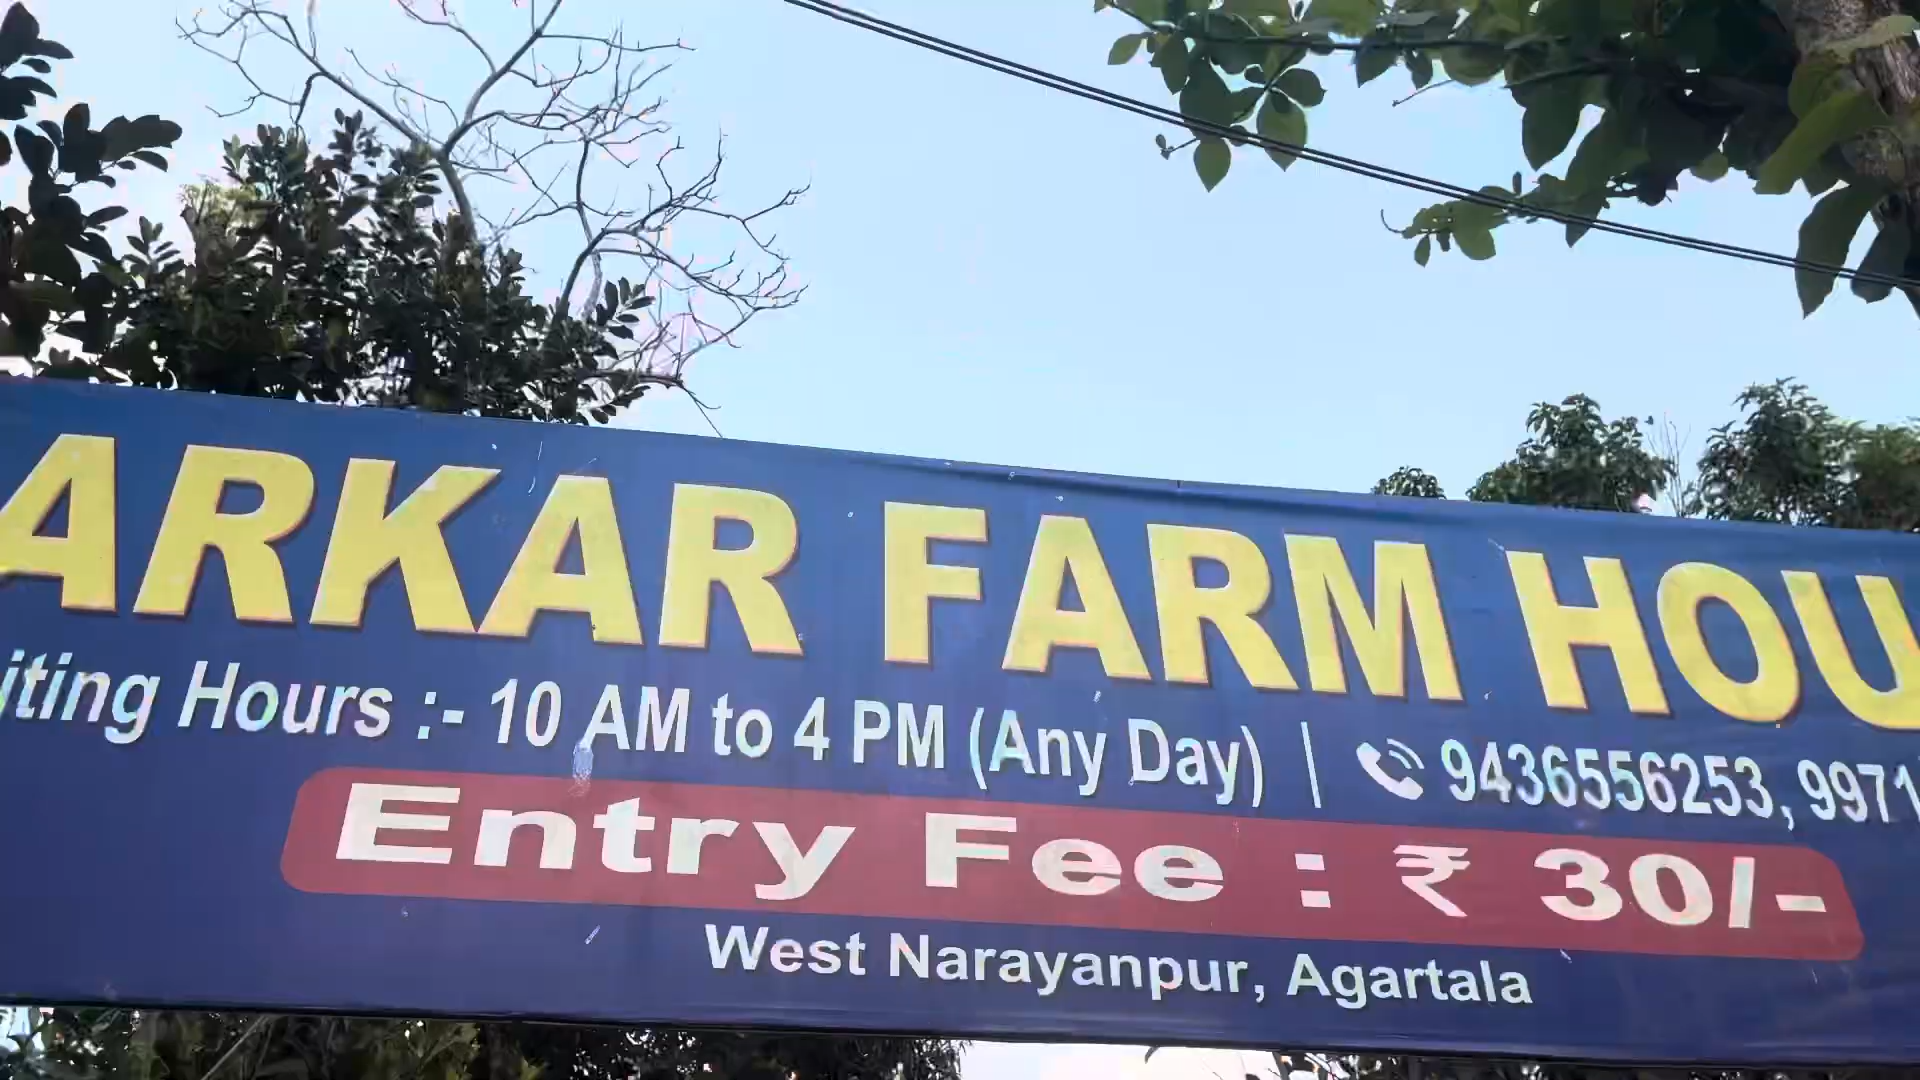 ARKAR FARM HOU
iting Hours :- 10 AM to 4 PM (Any Day) | 9436556253, 9971
Entry Fee : ₹ 30/-
West Narayanpur, Agartala